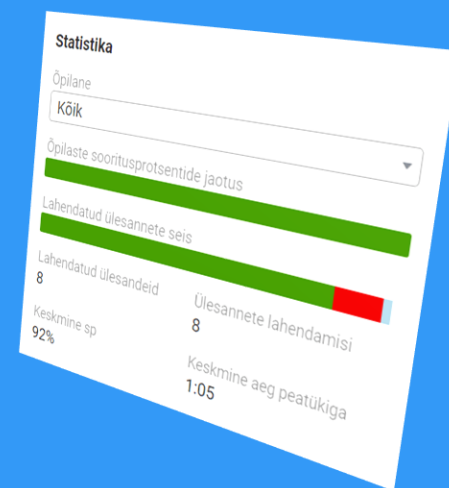 Statistika
Õpilane
Kõik
Õpilaste sooritusprotsentide jaotus
Lahendatud ülesannete seis
Lahendatud ülesandeid
8
Ülesannete lahendamisi
8
Keskmine sp
92%
Keskmine aeg peatükiga
1:05